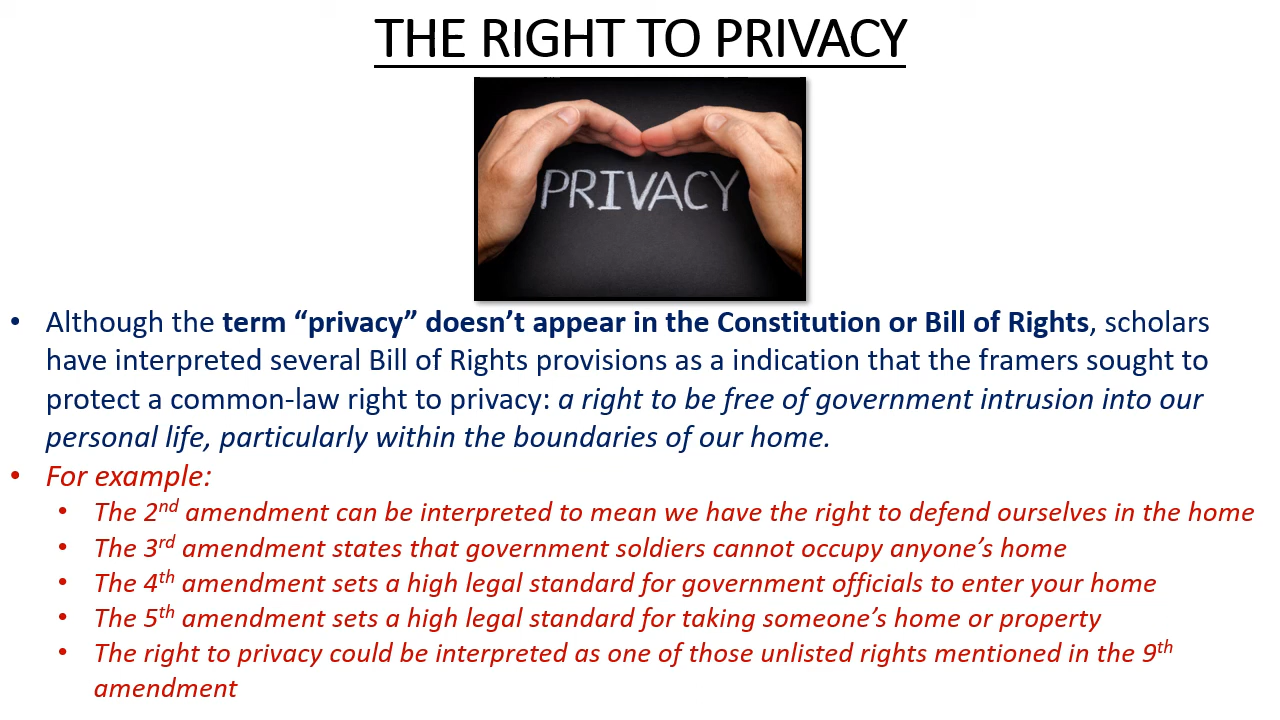 THE RIGHT TO PRIVACY
PRIVACY
• Although the term “privacy” doesn’t appear in the Constitution or Bill of Rights, scholars
have interpreted several Bill of Rights provisions as a indication that the framers sought to
protect a common-law right to privacy: a right to be free of government intrusion into our
personal life, particularly within the boundaries of our home.
• For example:
• The 2nd amendment can be interpreted to mean we have the right to defend ourselves in the home
• The 3rd amendment states that government soldiers cannot occupy anyone’s home
• The 4th amendment sets a high legal standard for government officials to enter your home
• The 5th amendment sets a high legal standard for taking someone’s home or property
• The right to privacy could be interpreted as one of those unlisted rights mentioned in the 9th
amendment